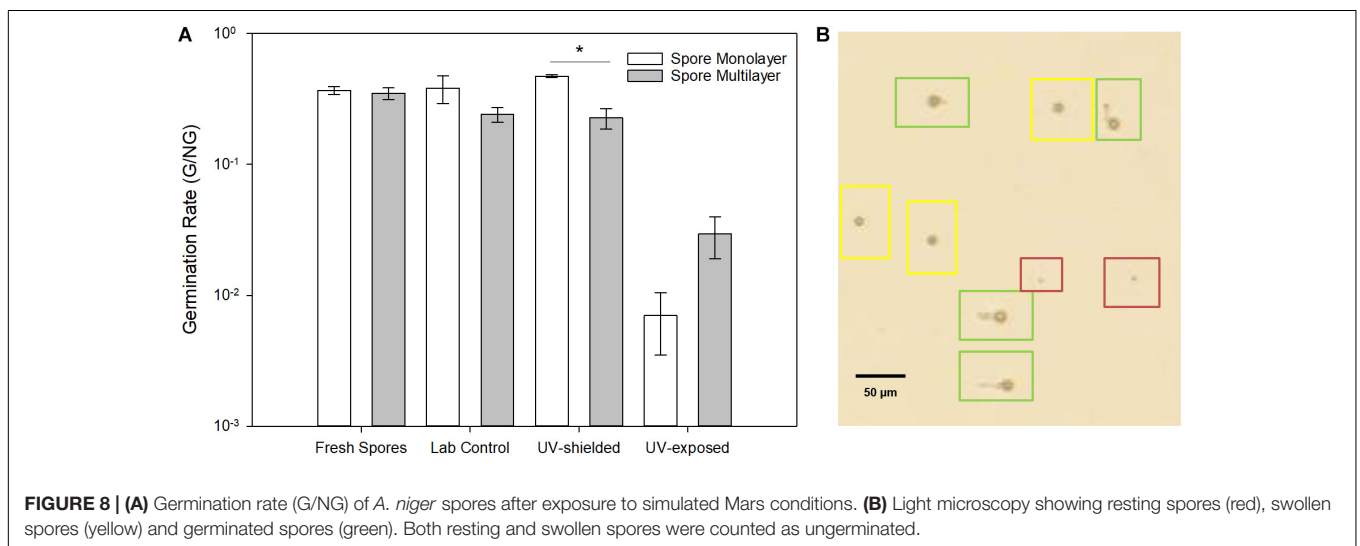 A
B
10⁰
10⁻¹
10⁻²
10⁻³
Germination Rate (G/NG)
*
Spore Monolayer
Spore Multilayer
Fresh Spores
Lab Control
UV-shielded
UV-exposed
50 µm
FIGURE 8 | (A) Germination rate (G/NG) of A. niger spores after exposure to simulated Mars conditions. (B) Light microscopy showing resting spores (red), swollen
spores (yellow) and germinated spores (green). Both resting and swollen spores were counted as ungerminated.